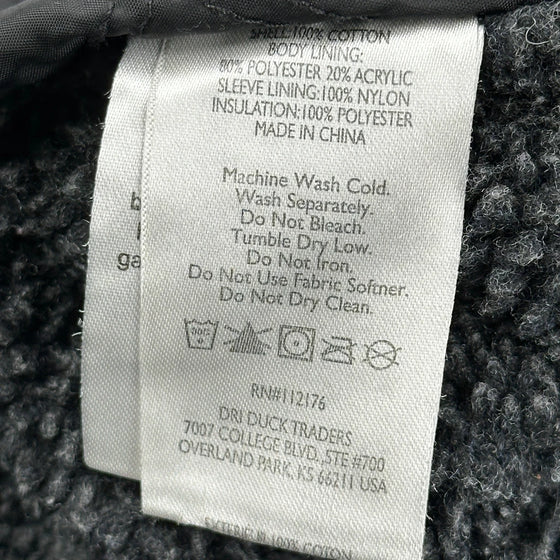 SHELL:100% COTTON
BODY LINING:
80% POLYESTER 20% ACRYLIC
SLEEVE LINING:100% NYLON
INSULATION:100% POLYESTER
MADE IN CHINA
Machine Wash Cold.
Wash Separately.
Do Not Bleach.
Tumble Dry Low.
Do Not Iron.
Do Not Use Fabric Softner.
Do Not Dry Clean.
30°C
RN#112176
DRI DUCK TRADERS
7007 COLLEGE BLVD., STE #700
OVERLAND PARK, KS 66211 USA
b
ga